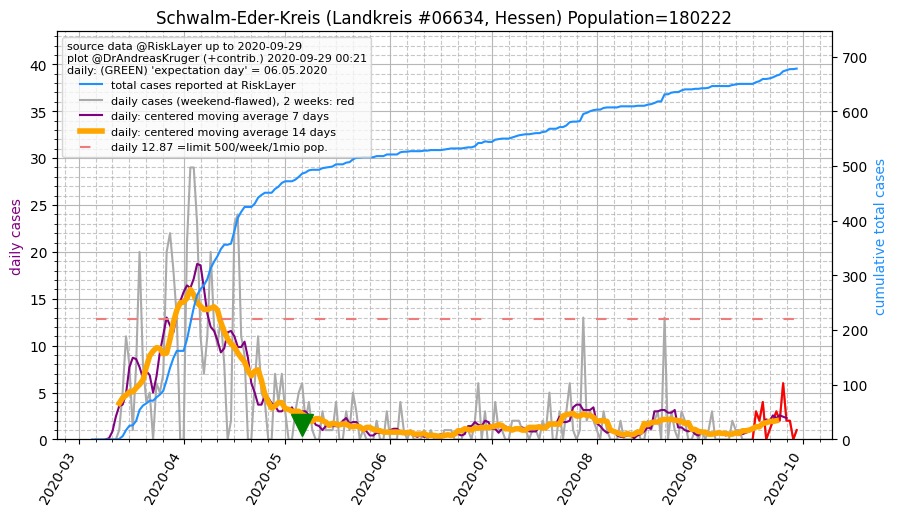 Schwalm-Eder-Kreis (Landkreis #06634, Hessen) Population=180222
source data @RiskLayer up to 2020-09-29
plot @DrAndreasKruger (+contrib.) 2020-09-29 00:21
daily: (GREEN) 'expectation day' = 06.05.2020
total cases reported at RiskLayer
daily cases (weekend-flawed), 2 weeks: red
daily: centered moving average 7 days
daily: centered moving average 14 days
daily 12.87 =limit 500/week/1mio pop.
daily cases
40
35
30
25
20
15
10
5
0
cumulative total cases
700
600
500
400
300
200
100
0
2020-03
2020-04
2020-05
2020-06
2020-07
2020-08
2020-09
2020-10